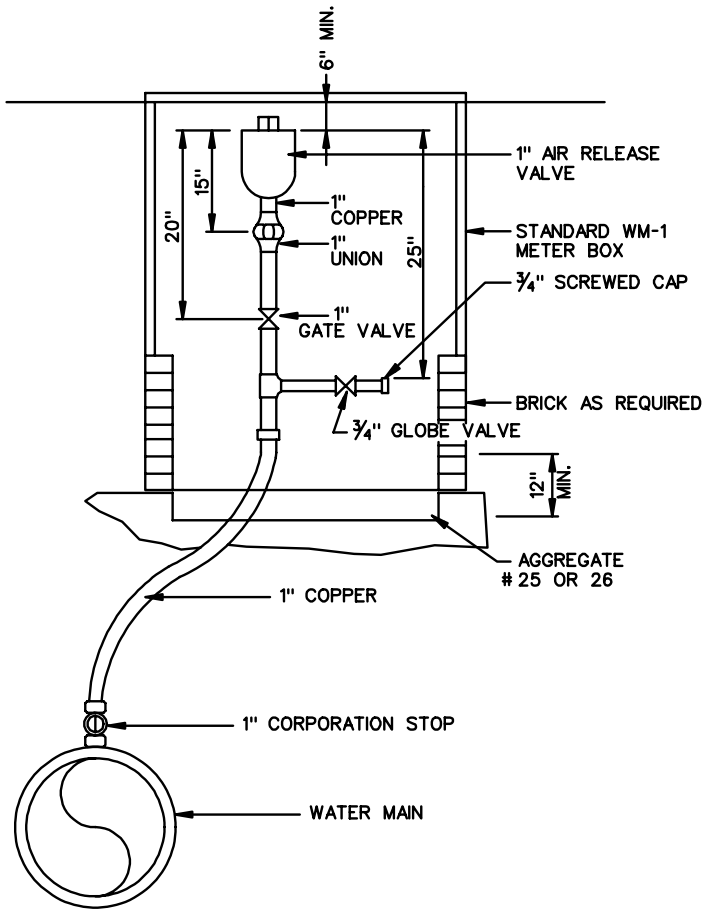 6" MIN.
1" AIR RELEASE
VALVE
15"
20"
1"
COPPER
1"
UNION
25"
STANDARD WM-1
METER BOX
3/4" SCREWED CAP
1"
GATE VALVE
BRICK AS REQUIRED
3/4" GLOBE VALVE
12"
MIN.
AGGREGATE
# 25 OR 26
1" COPPER
1" CORPORATION STOP
WATER MAIN